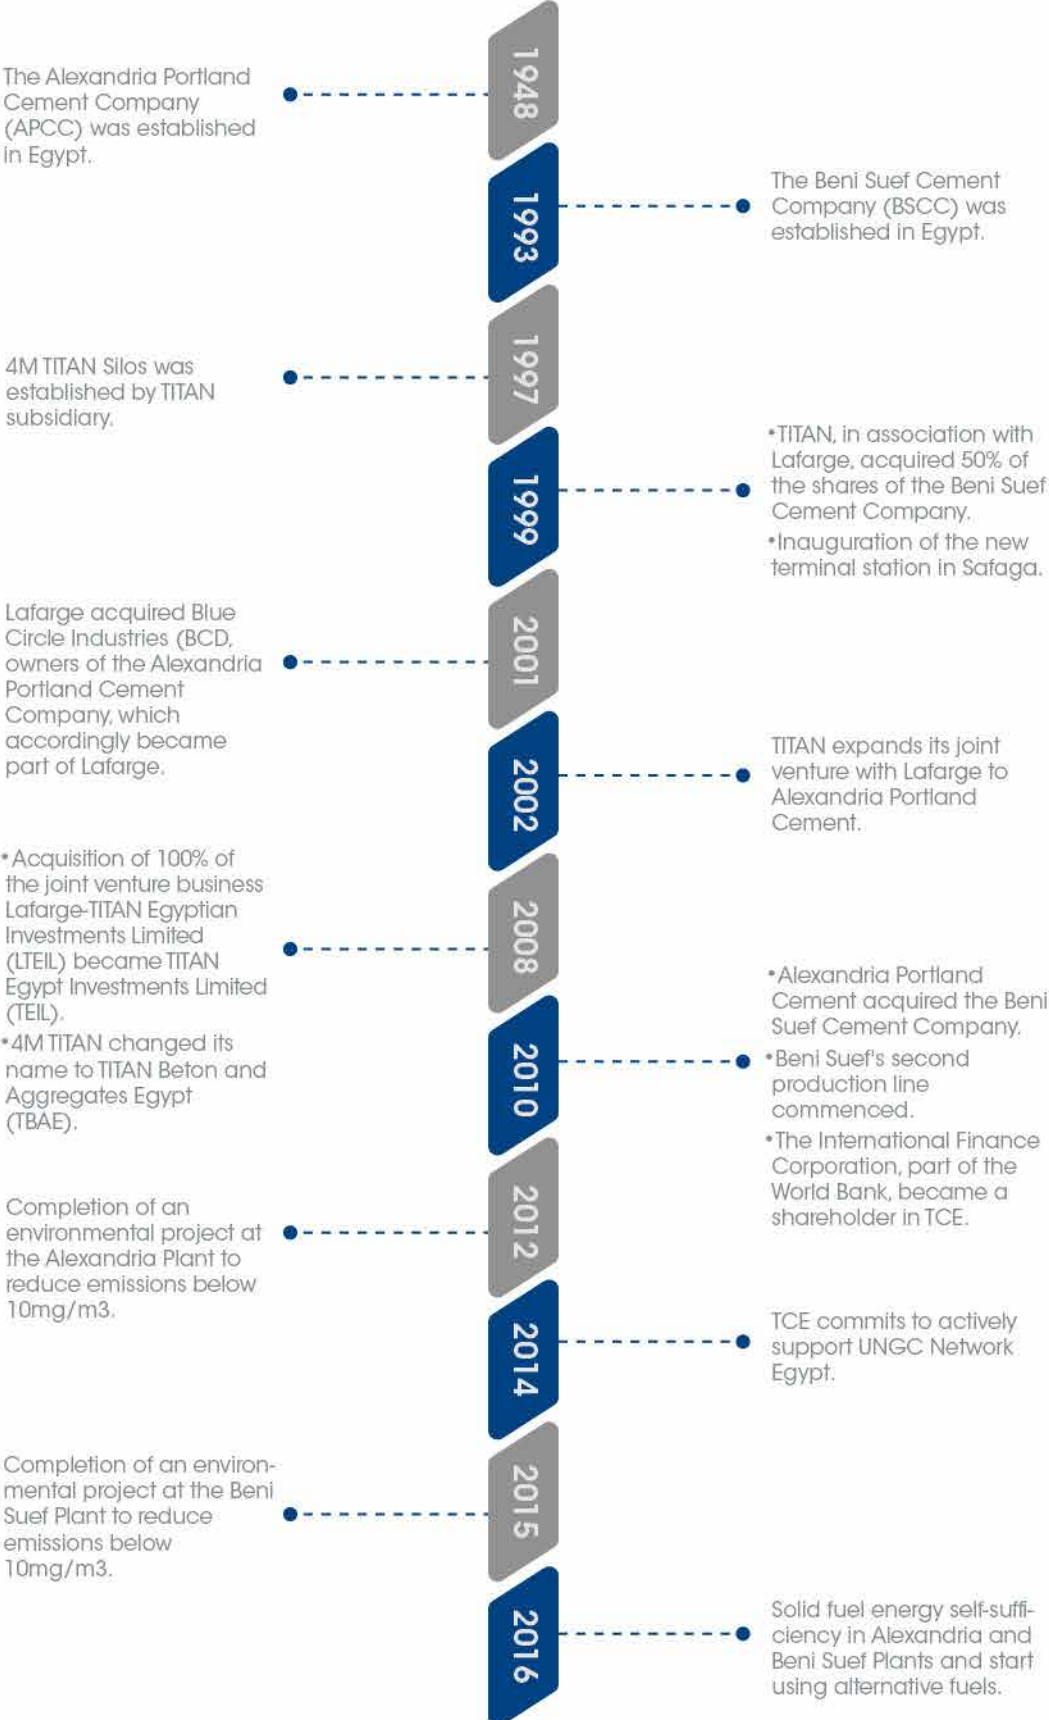 1948
The Alexandria Portland
Cement Company
(APCC) was established
in Egypt.
1993
The Beni Suef Cement
Company (BSCC) was
established in Egypt.
1997
4M TITAN Silos was
established by TITAN
subsidiary.
1999
•TITAN, in association with
Lafarge, acquired 50% of
the shares of the Beni Suef
Cement Company.
•Inauguration of the new
terminal station in Safaga.
2001
Lafarge acquired Blue
Circle Industries (BCD,
owners of the Alexandria
Portland Cement
Company, which
accordingly became
part of Lafarge.
2002
TITAN expands its joint
venture with Lafarge to
Alexandria Portland
Cement.
2008
•Acquisition of 100% of
the joint venture business
Lafarge-TITAN Egyptian
Investments Limited
(LTEIL) became TITAN
Egypt Investments Limited
(TEIL).
•4M TITAN changed its
name to TITAN Beton and
Aggregates Egypt
(TBAE).
2010
•Alexandria Portland
Cement acquired the Beni
Suef Cement Company.
•Beni Suef's second
production line
commenced.
•The International Finance
Corporation, part of the
World Bank, became a
shareholder in TCE.
2012
Completion of an
environmental project at
the Alexandria Plant to
reduce emissions below
10mg/m3.
2014
TCE commits to actively
support UNGC Network
Egypt.
2015
Completion of an environ-
mental project at the Beni
Suef Plant to reduce
emissions below
10mg/m3.
2016
Solid fuel energy self-suffi-
ciency in Alexandria and
Beni Suef Plants and start
using alternative fuels.